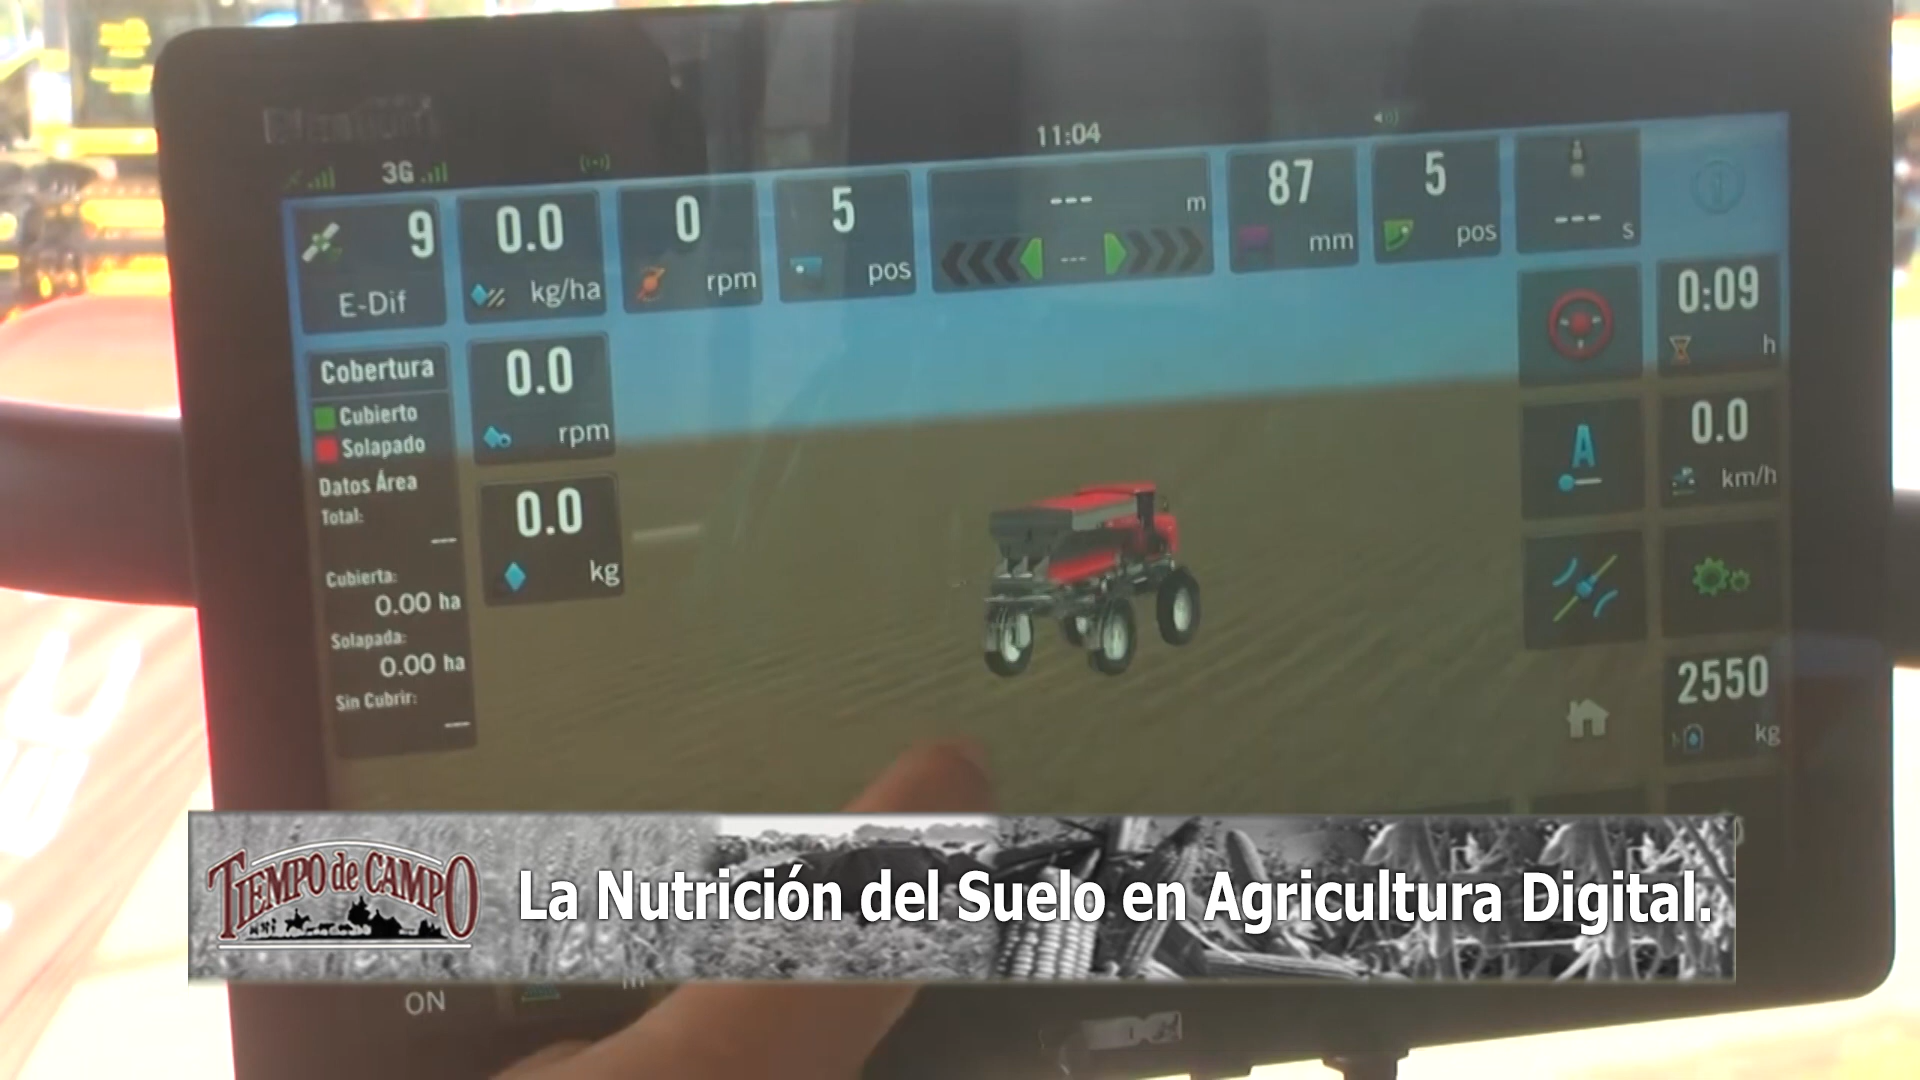 11:04
3G
9
E-Dif
0.0
kg/ha
0
rpm
5
pos
---
m
---
87
mm
5
pos
---
s
Cobertura
Cubierto
Solapado
Datos Área
Total:
---
Cubierta:
0.00 ha
Solapada:
0.00 ha
Sin Cubrir:
---
0.0
rpm
0.0
kg
0:09
h
A
0.0
km/h
2550
kg
TIEMPO de CAMPO
La Nutrición del Suelo en Agricultura Digital.
ON